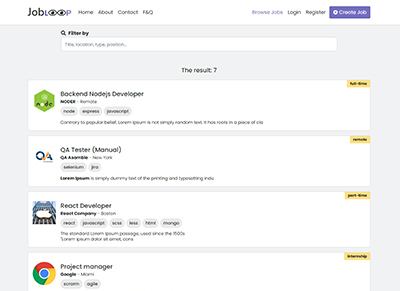 JobLOOP Home About Contact F&Q Browse Jobs Login Register Create Job
Filter by
Title, location, type, position...
The result: 7
full-time
Backend Nodejs Developer
NODER - Remote
node express javascript
Contrary to popular belief, Lorem Ipsum is not simply random text. It has roots in a piece of cla
remote
QA Tester (Manual)
QA Asamble - New York
selenium jira
Lorem Ipsum is simply dummy text of the printing and typesetting indu
part-time
React Developer
React Company - Boston
react javascript scss less html mongo
The standard Lorem Ipsum passage, used since the 1500s
"Lorem ipsum dolor sit amet, cons
internship
Project manager
Google - Miami
scrum agile